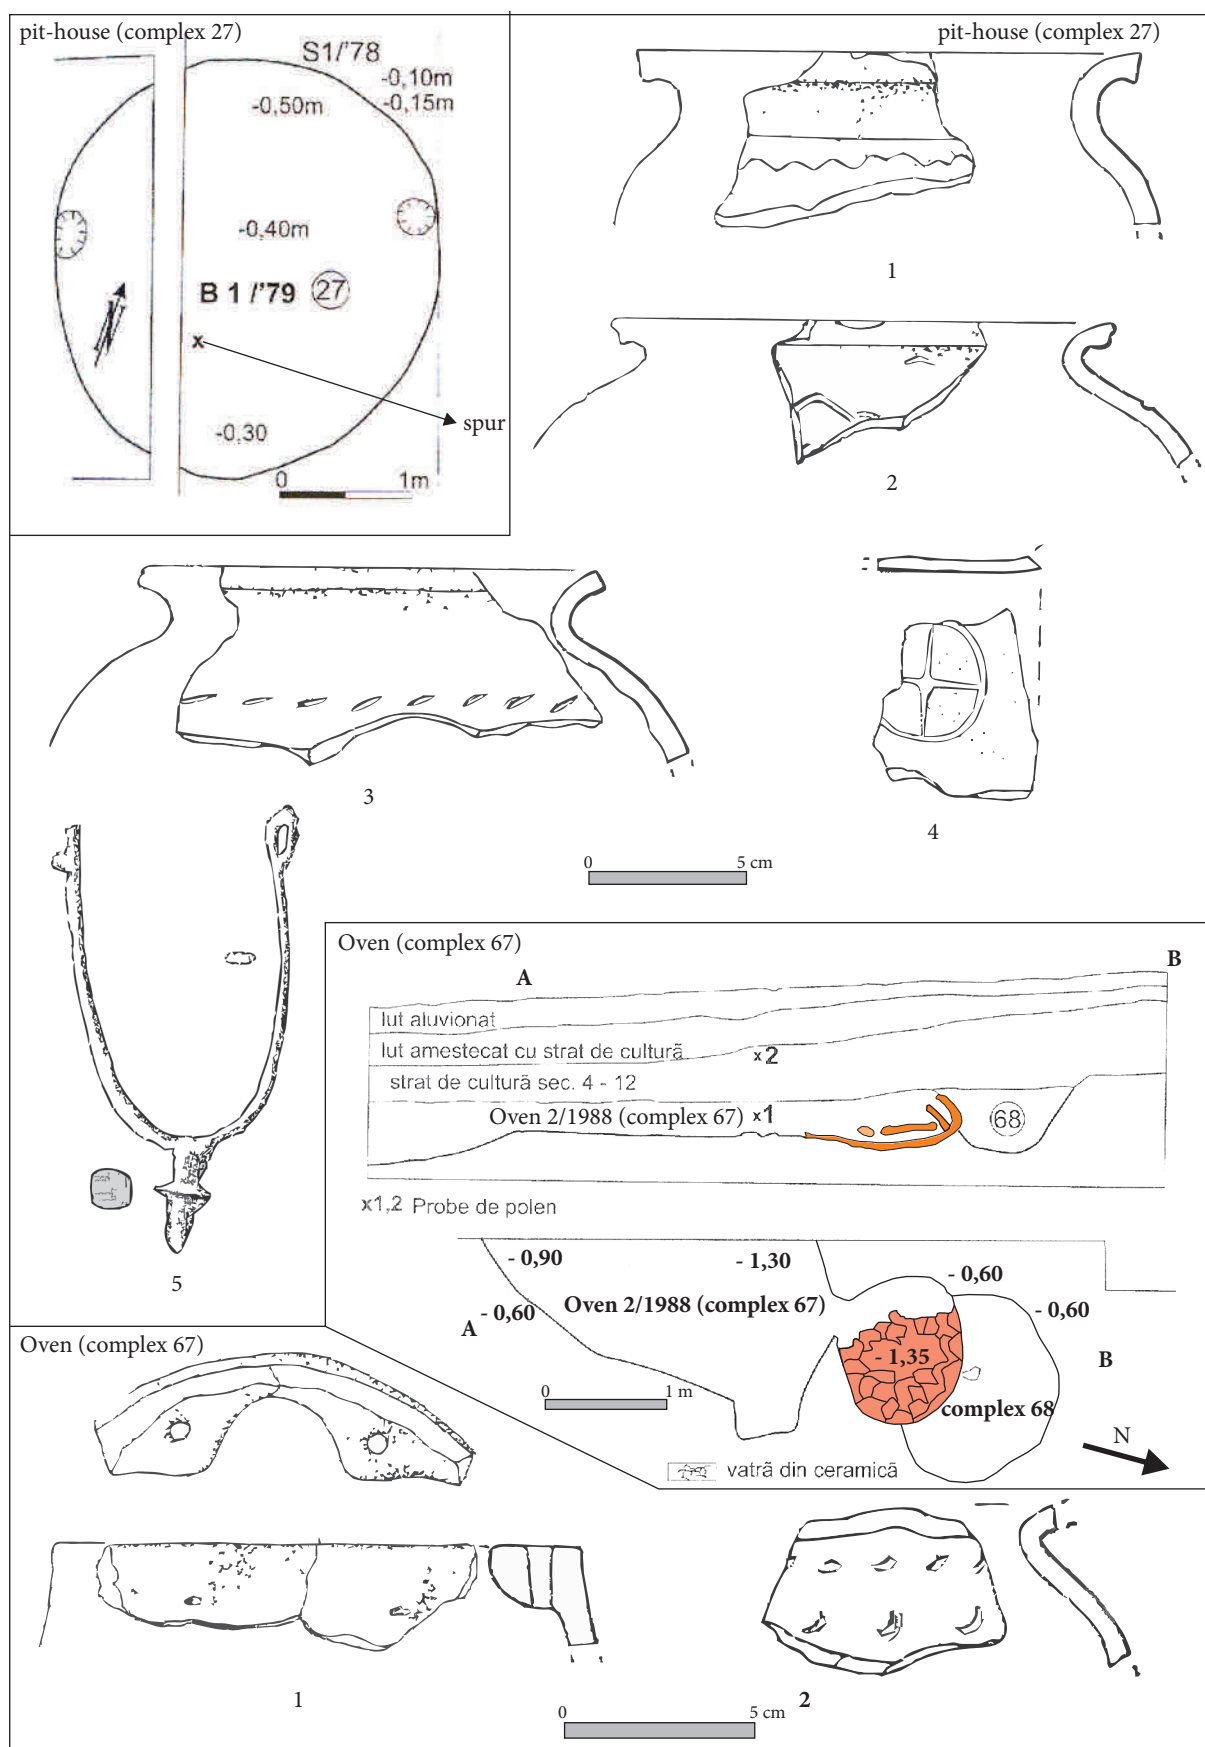 pit-house (complex 27)
S1/'78
-0,10m
-0,15m
-0,50m
-0,40m
B 1 /'79 27
x
spur
-0,30
0 1m
pit-house (complex 27)
1
2
3
4
0 5 cm
5
Oven (complex 67)
A B
lut aluvionat
lut amestecat cu strat de cultură x2
strat de cultură sec. 4 - 12
Oven 2/1988 (complex 67) x1
68
x1,2 Probe de polen
- 0,90 - 1,30 - 0,60
- 0,60 Oven 2/1988 (complex 67) - 0,60
A
- 1,35 B
0 1 m
complex 68
N
vatră din ceramică
Oven (complex 67)
1
2
0 5 cm